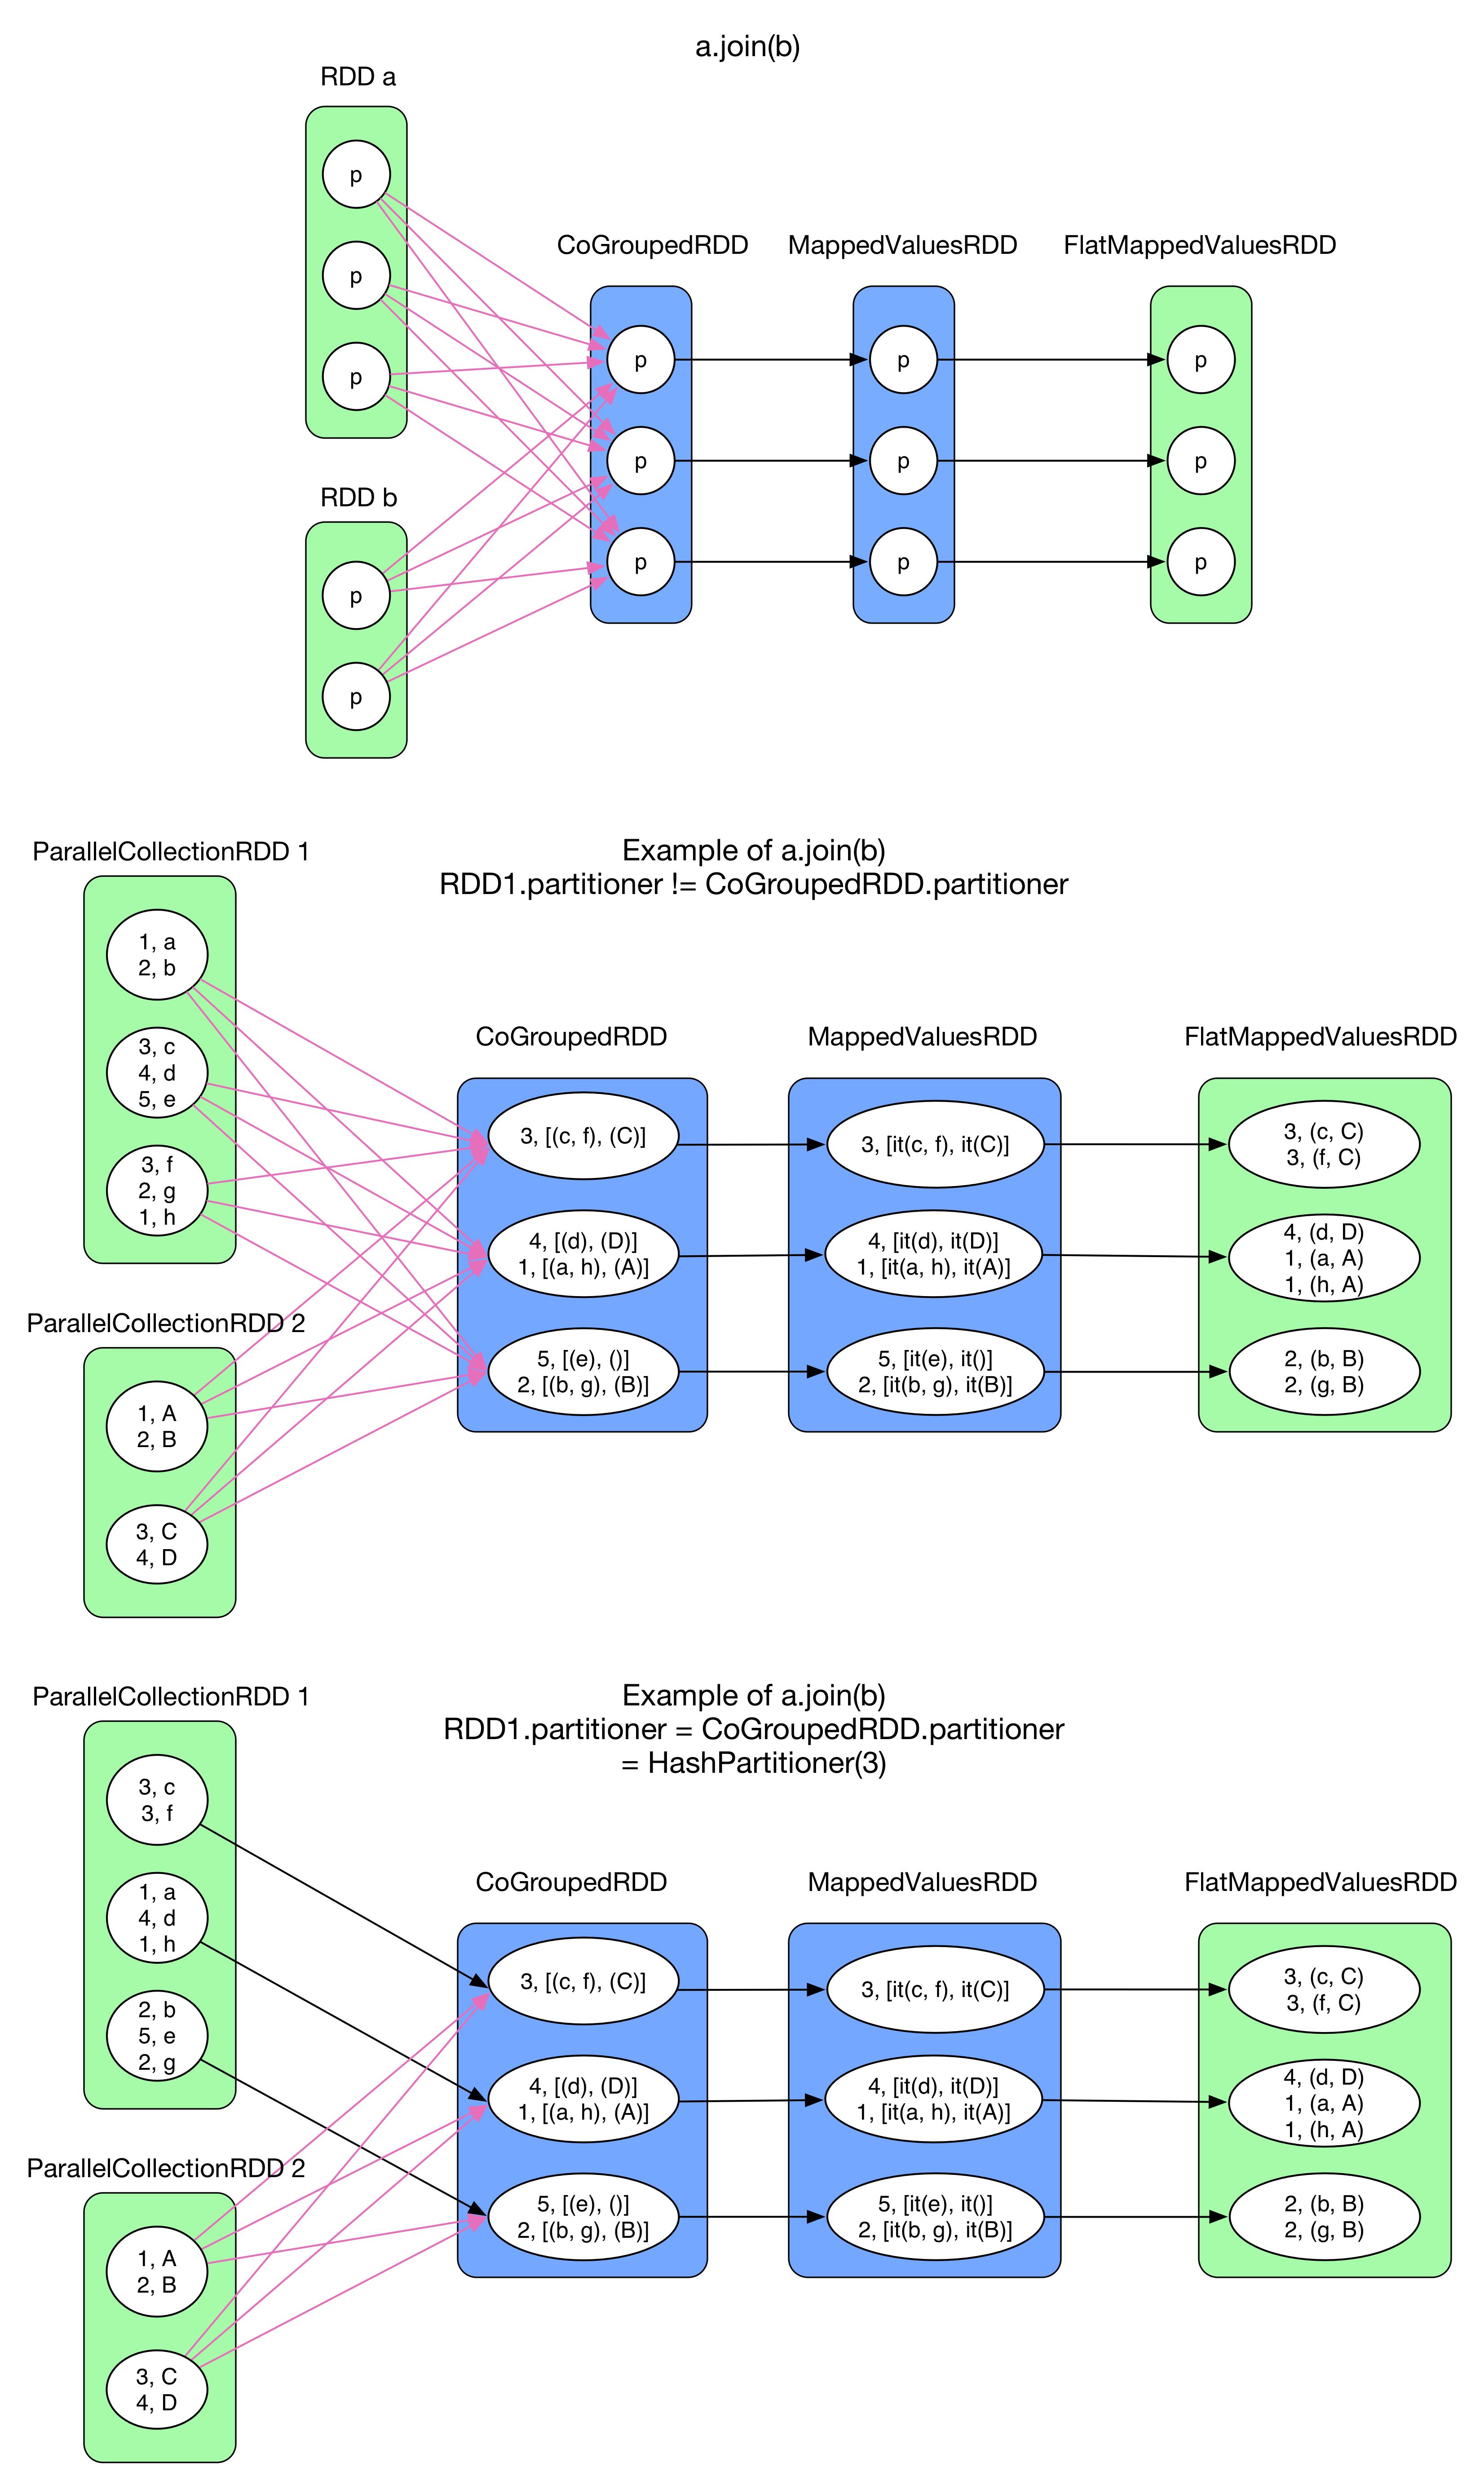 a.join(b)
RDD a
p
p
p
RDD b
p
p
CoGroupedRDD
p
p
p
MappedValuesRDD
p
p
p
FlatMappedValuesRDD
p
p
p
Example of a.join(b)
RDD1.partitioner != CoGroupedRDD.partitioner
ParallelCollectionRDD 1
1, a
2, b
3, c
4, d
5, e
3, f
2, g
1, h
ParallelCollectionRDD 2
1, A
2, B
3, C
4, D
CoGroupedRDD
3, [(c, f), (C)]
4, [(d), (D)]
1, [(a, h), (A)]
5, [(e), ()]
2, [(b, g), (B)]
MappedValuesRDD
3, [it(c, f), it(C)]
4, [it(d), it(D)]
1, [it(a, h), it(A)]
5, [it(e), it()]
2, [it(b, g), it(B)]
FlatMappedValuesRDD
3, (c, C)
3, (f, C)
4, (d, D)
1, (a, A)
1, (h, A)
2, (b, B)
2, (g, B)
Example of a.join(b)
RDD1.partitioner = CoGroupedRDD.partitioner
= HashPartitioner(3)
ParallelCollectionRDD 1
3, c
3, f
1, a
4, d
1, h
2, b
5, e
2, g
ParallelCollectionRDD 2
1, A
2, B
3, C
4, D
CoGroupedRDD
3, [(c, f), (C)]
4, [(d), (D)]
1, [(a, h), (A)]
5, [(e), ()]
2, [(b, g), (B)]
MappedValuesRDD
3, [it(c, f), it(C)]
4, [it(d), it(D)]
1, [it(a, h), it(A)]
5, [it(e), it()]
2, [it(b, g), it(B)]
FlatMappedValuesRDD
3, (c, C)
3, (f, C)
4, (d, D)
1, (a, A)
1, (h, A)
2, (b, B)
2, (g, B)